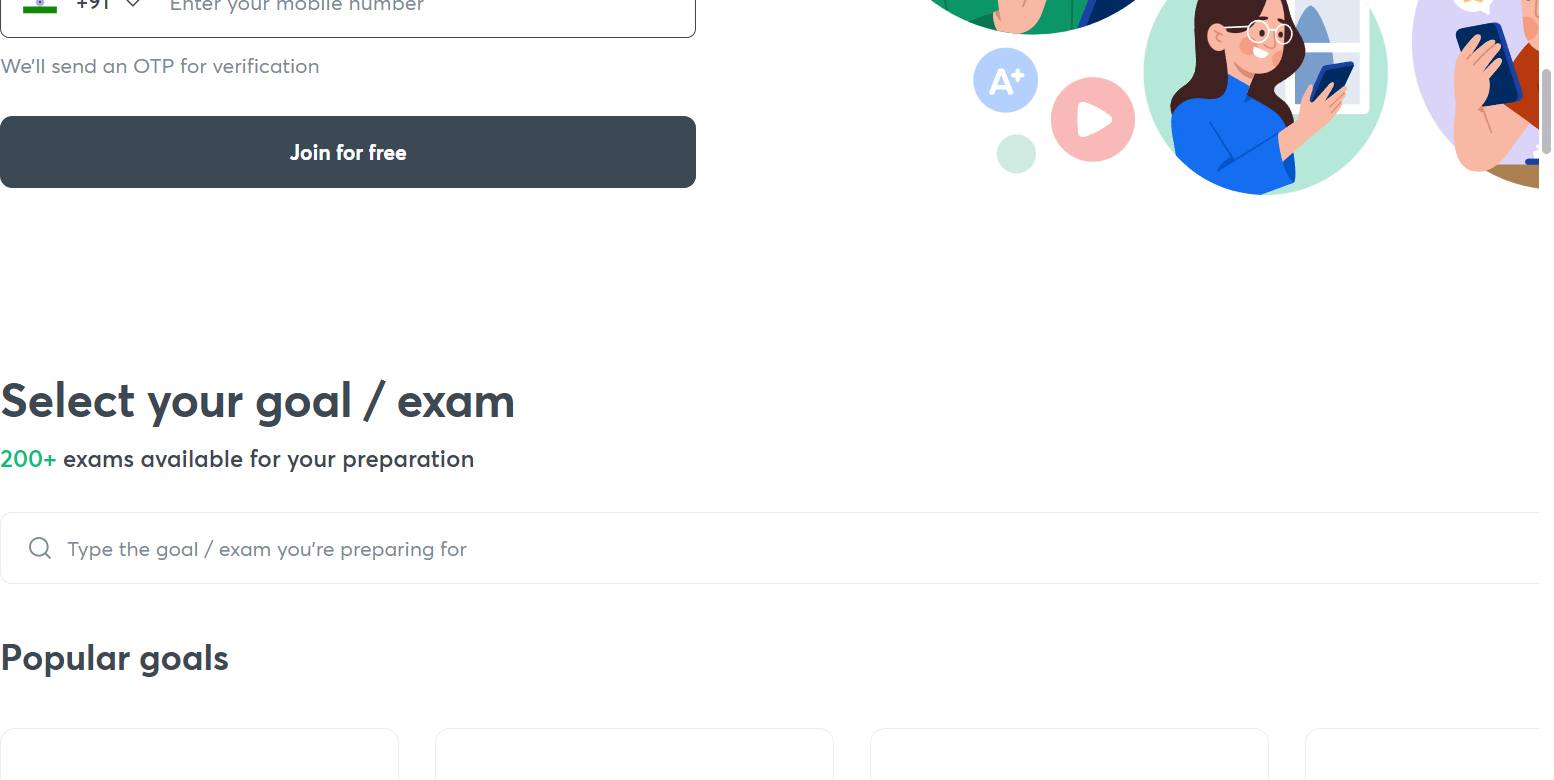 +91 Enter your mobile number
We'll send an OTP for verification
A+
Join for free
Select your goal / exam
200+ exams available for your preparation
Type the goal / exam you're preparing for
Popular goals